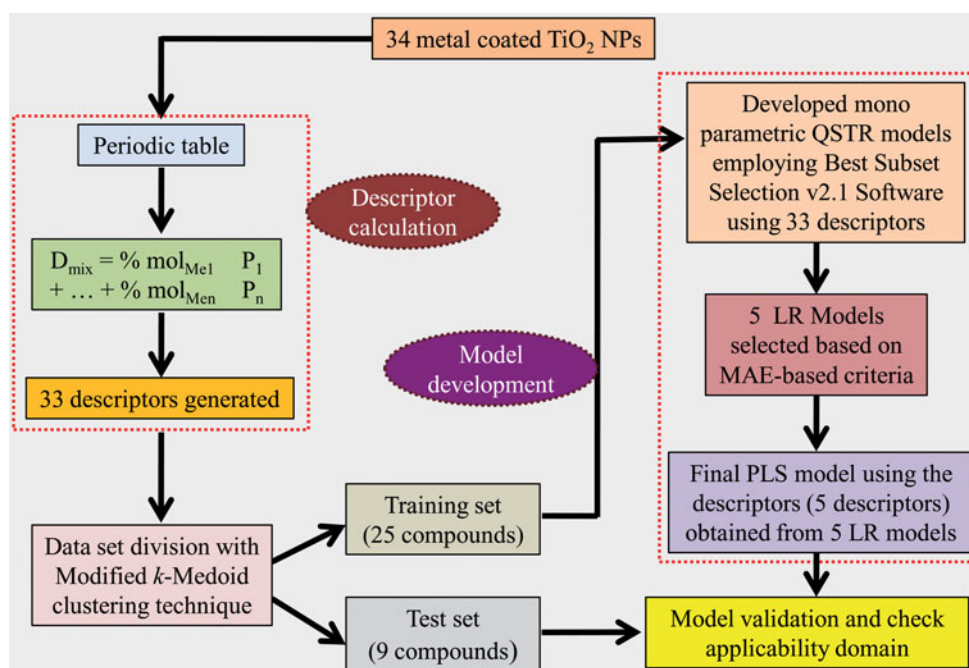 34 metal coated TiO₂ NPs
Periodic table
D_mix = % mol_Me1 P₁
+ … + % mol_Men Pₙ
33 descriptors generated
Descriptor
calculation
Data set division with
Modified k-Medoid
clustering technique
Training set
(25 compounds)
Test set
(9 compounds)
Model
development
Developed mono
parametric QSTR models
employing Best Subset
Selection v2.1 Software
using 33 descriptors
5 LR Models
selected based on
MAE-based criteria
Final PLS model using the
descriptors (5 descriptors)
obtained from 5 LR models
Model validation and check
applicability domain